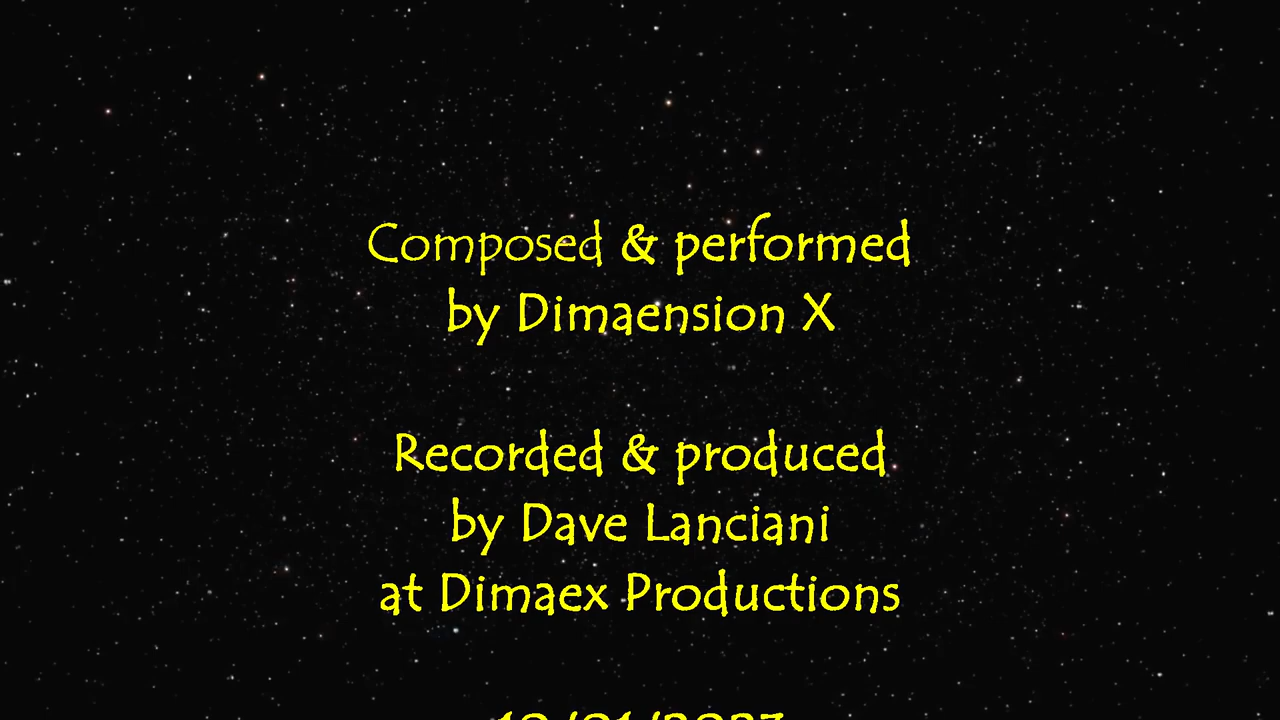 Composed & performed
by Dimaension X
Recorded & produced
by Dave Lanciani
at Dimaex Productions